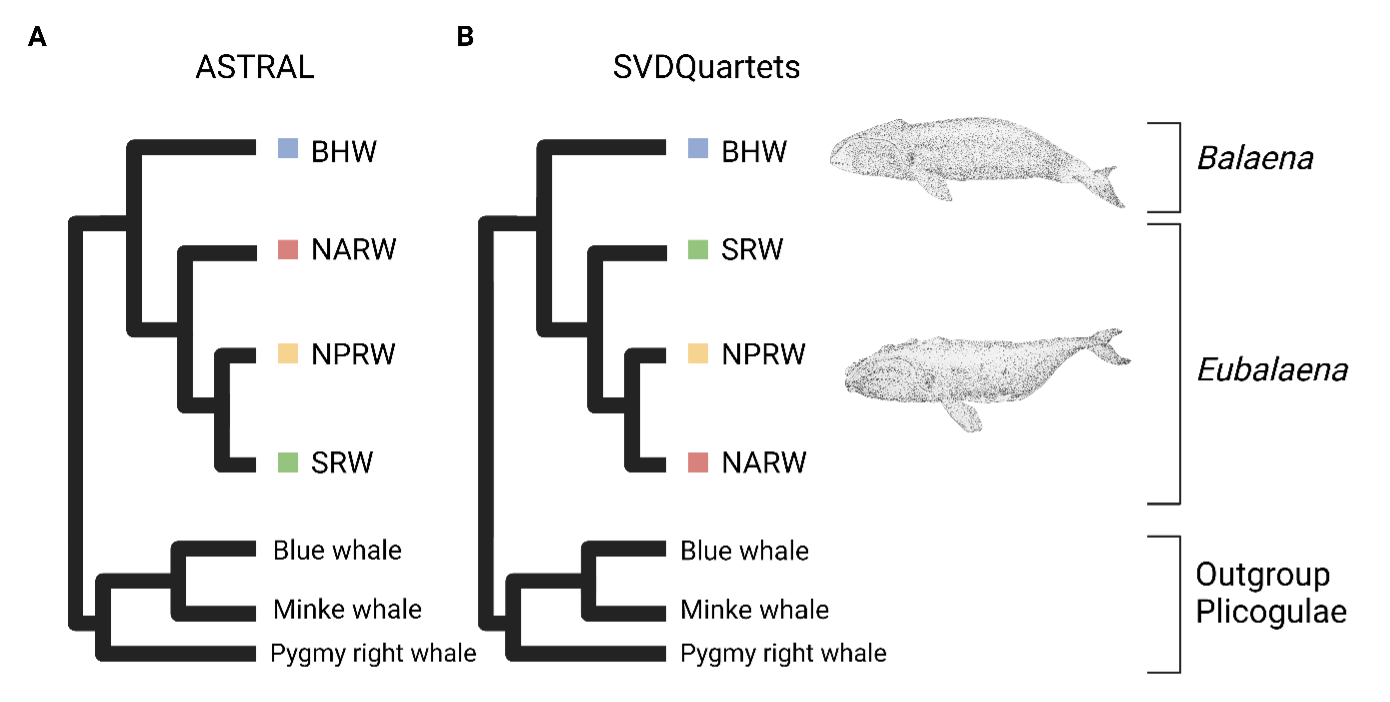 A
ASTRAL
BHW
NARW
NPRW
SRW
Blue whale
Minke whale
Pygmy right whale
B
SVDQuartets
BHW
SRW
NPRW
NARW
Blue whale
Minke whale
Pygmy right whale
Balaena
Eubalaena
Outgroup
Plicogulae